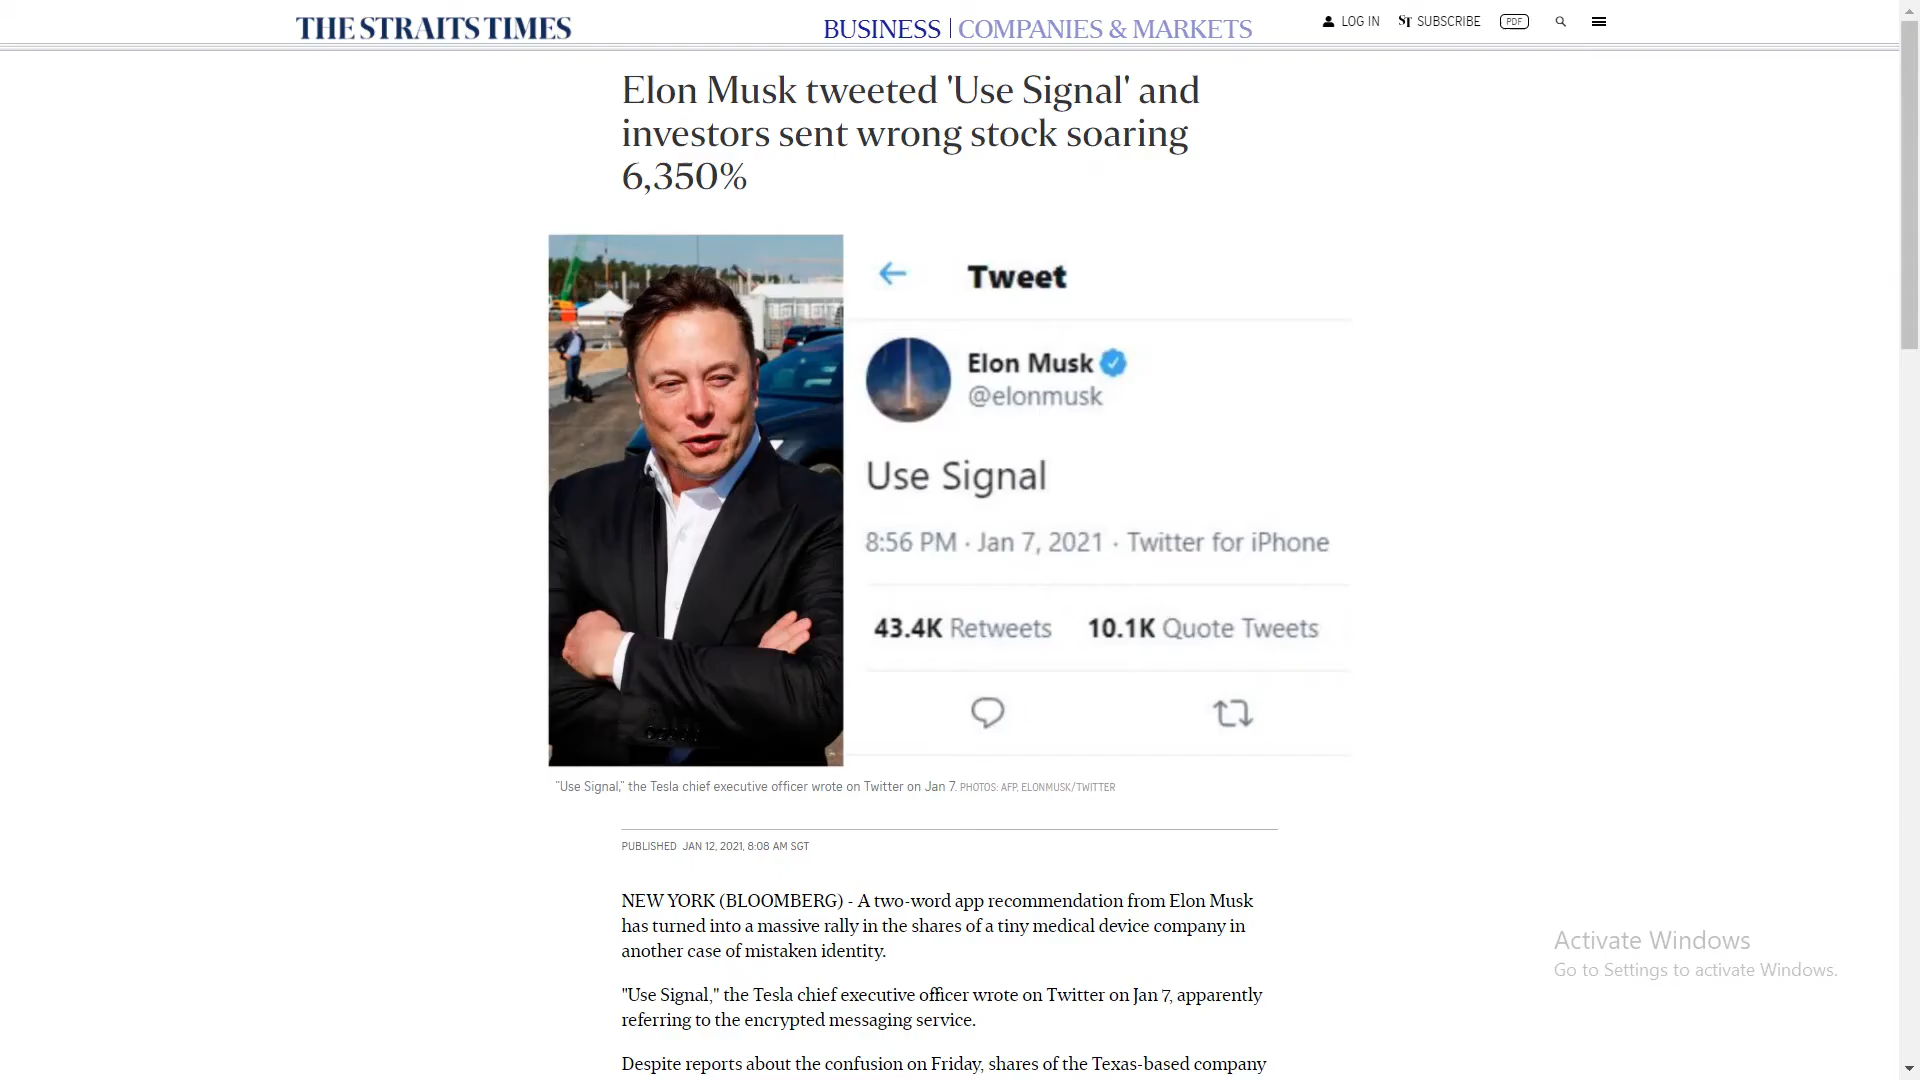 THE STRAITS TIMES
BUSINESS | COMPANIES & MARKETS
LOG IN
ST SUBSCRIBE
PDF
Elon Musk tweeted 'Use Signal' and
investors sent wrong stock soaring
6,350%
Tweet
Elon Musk
@elonmusk
Use Signal
8:56 PM · Jan 7, 2021 · Twitter for iPhone
43.4K Retweets 10.1K Quote Tweets
"Use Signal," the Tesla chief executive officer wrote on Twitter on Jan 7. PHOTOS: AFP, ELONMUSK/TWITTER
PUBLISHED JAN 12, 2021, 8:08 AM SGT
NEW YORK (BLOOMBERG) - A two-word app recommendation from Elon Musk
has turned into a massive rally in the shares of a tiny medical device company in
another case of mistaken identity.
"Use Signal," the Tesla chief executive officer wrote on Twitter on Jan 7, apparently
referring to the encrypted messaging service.
Despite reports about the confusion on Friday, shares of the Texas-based company
Activate Windows
Go to Settings to activate Windows.